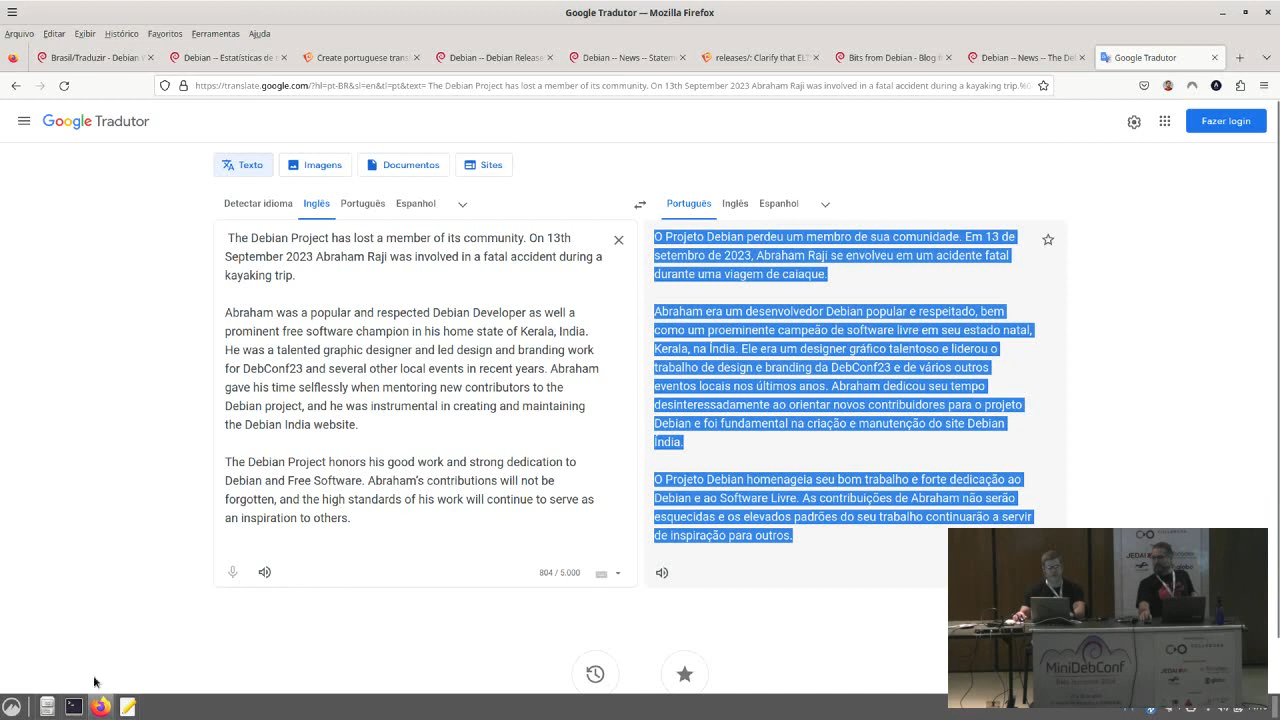 Google Tradutor — Mozilla Firefox
Arquivo Editar Exibir Histórico Favoritos Ferramentas Ajuda
Brasil/Traduzir - Debian
Debian -- Estatísticas de
Create portuguese tra
Debian -- Debian Releas
Debian -- News -- Statem
releases/: Clarify that ELT
Bits from Debian - Blog f
Debian -- News -- The De
Google Tradutor
https://translate.google.com/?hl=pt-BR&sl=en&tl=pt&text= The Debian Project has lost a member of its community. On 13th September 2023 Abraham Raji was involved in a fatal accident during a kayaking trip.
Google Tradutor
Fazer login
Texto Imagens Documentos Sites
Detectar idioma Inglês Português Espanhol
Português Inglês Espanhol
The Debian Project has lost a member of its community. On 13th
September 2023 Abraham Raji was involved in a fatal accident during a
kayaking trip.
Abraham was a popular and respected Debian Developer as well a
prominent free software champion in his home state of Kerala, India.
He was a talented graphic designer and led design and branding work
for DebConf23 and several other local events in recent years. Abraham
gave his time selflessly when mentoring new contributors to the
Debian project, and he was instrumental in creating and maintaining
the Debian India website.
The Debian Project honors his good work and strong dedication to
Debian and Free Software. Abraham's contributions will not be
forgotten, and the high standards of his work will continue to serve as
an inspiration to others.
804 / 5.000
O Projeto Debian perdeu um membro de sua comunidade. Em 13 de
setembro de 2023, Abraham Raji se envolveu em um acidente fatal
durante uma viagem de caiaque.
Abraham era um desenvolvedor Debian popular e respeitado, bem
como um proeminente campeão de software livre em seu estado natal,
Kerala, na Índia. Ele era um designer gráfico talentoso e liderou o
trabalho de design e branding da DebConf23 e de vários outros
eventos locais nos últimos anos. Abraham dedicou seu tempo
desinteressadamente ao orientar novos contribuidores para o projeto
Debian e foi fundamental na criação e manutenção do site Debian
Índia.
O Projeto Debian homenageia seu bom trabalho e forte dedicação ao
Debian e ao Software Livre. As contribuições de Abraham não serão
esquecidas e os elevados padrões do seu trabalho continuarão a servir
de inspiração para outros.
MiniDebConf
Belo Horizonte 2024